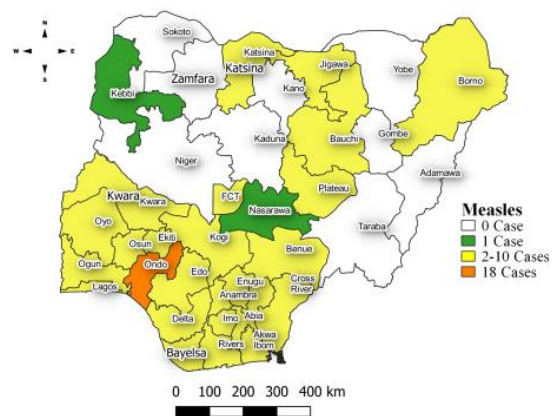 N
W E
S
Sokoto
Katsina
Katsina
Jigawa
Yobe
Borno
Kebbi
Zamfara
Kano
Kaduna
Bauchi
Gombe
Adamawa
Niger
Plateau
FCT
Nasarawa
Taraba
Kwara
Kwara
Oyo
Kogi
Benue
Osun
Ekiti
Ogun
Ondo
Edo
Lagos
Enugu
Anambra
Cross
River
Delta
Imo
Abia
Bayelsa
Rivers
Akwa
Ibom
Measles
0 Case
1 Case
2-10 Cases
18 Cases
0 100 200 300 400 km